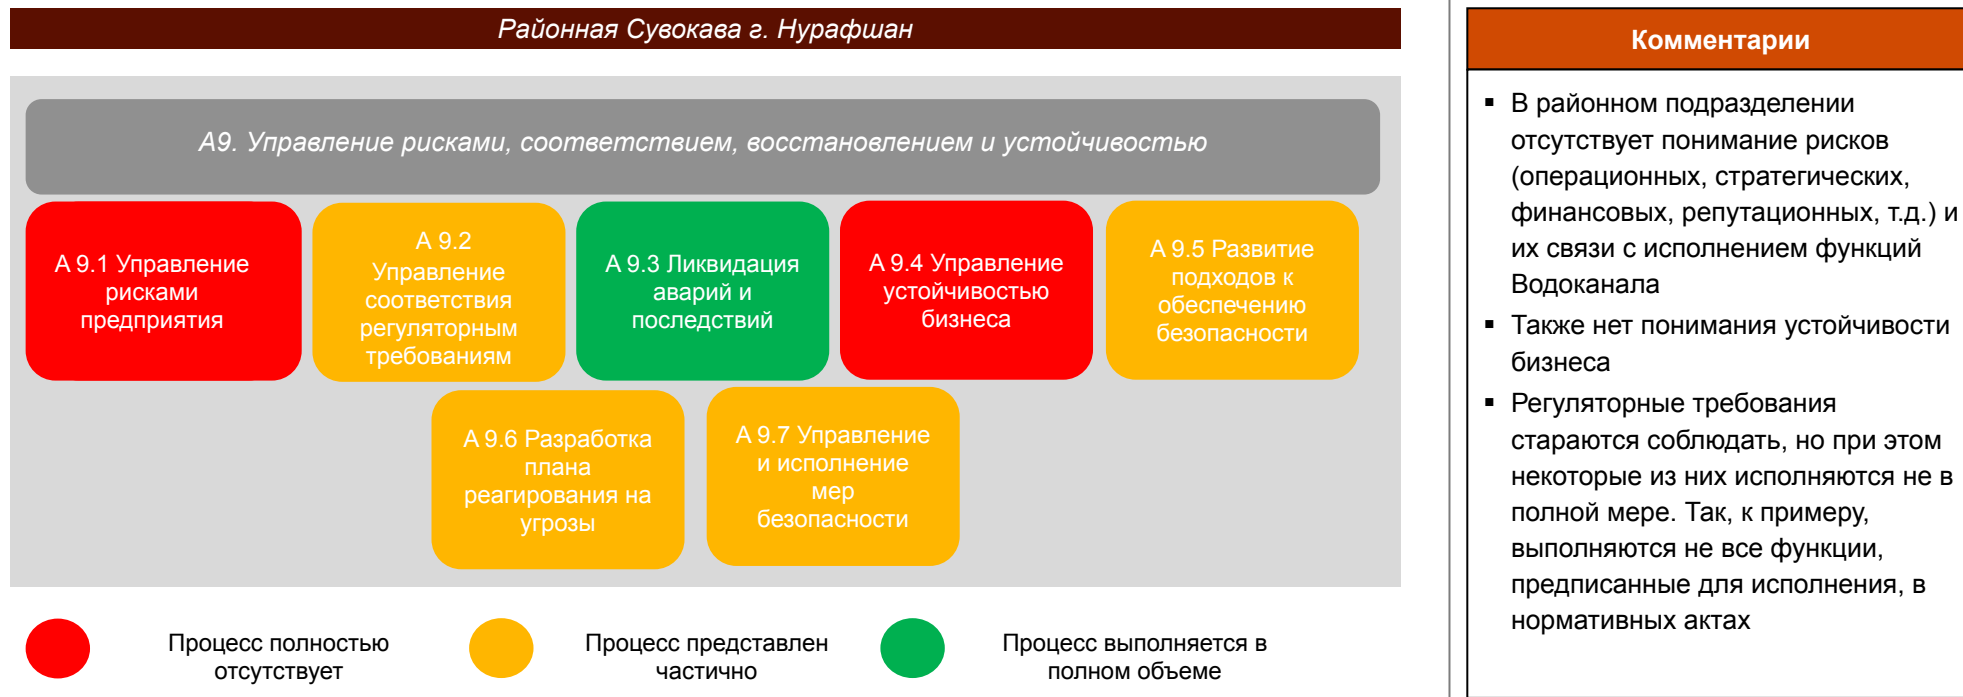 Районная Сувокава г. Нурафшан
А9. Управление рисками, соответствием, восстановлением и устойчивостью
А 9.1 Управление
рисками
предприятия
А 9.2
Управление
соответствия
регуляторным
требованиям
А 9.3 Ликвидация
аварий и
последствий
А 9.4 Управление
устойчивостью
бизнеса
А 9.5 Развитие
подходов к
обеспечению
безопасности
А 9.6 Разработка
плана
реагирования на
угрозы
А 9.7 Управление
и исполнение
мер
безопасности
Процесс полностью
отсутствует
Процесс представлен
частично
Процесс выполняется в
полном объеме
Комментарии
▪ В районном подразделении
отсутствует понимание рисков
(операционных, стратегических,
финансовых, репутационных, т.д.) и
их связи с исполнением функций
Водоканала
▪ Также нет понимания устойчивости
бизнеса
▪ Регуляторные требования
стараются соблюдать, но при этом
некоторые из них исполняются не в
полной мере. Так, к примеру,
выполняются не все функции,
предписанные для исполнения, в
нормативных актах